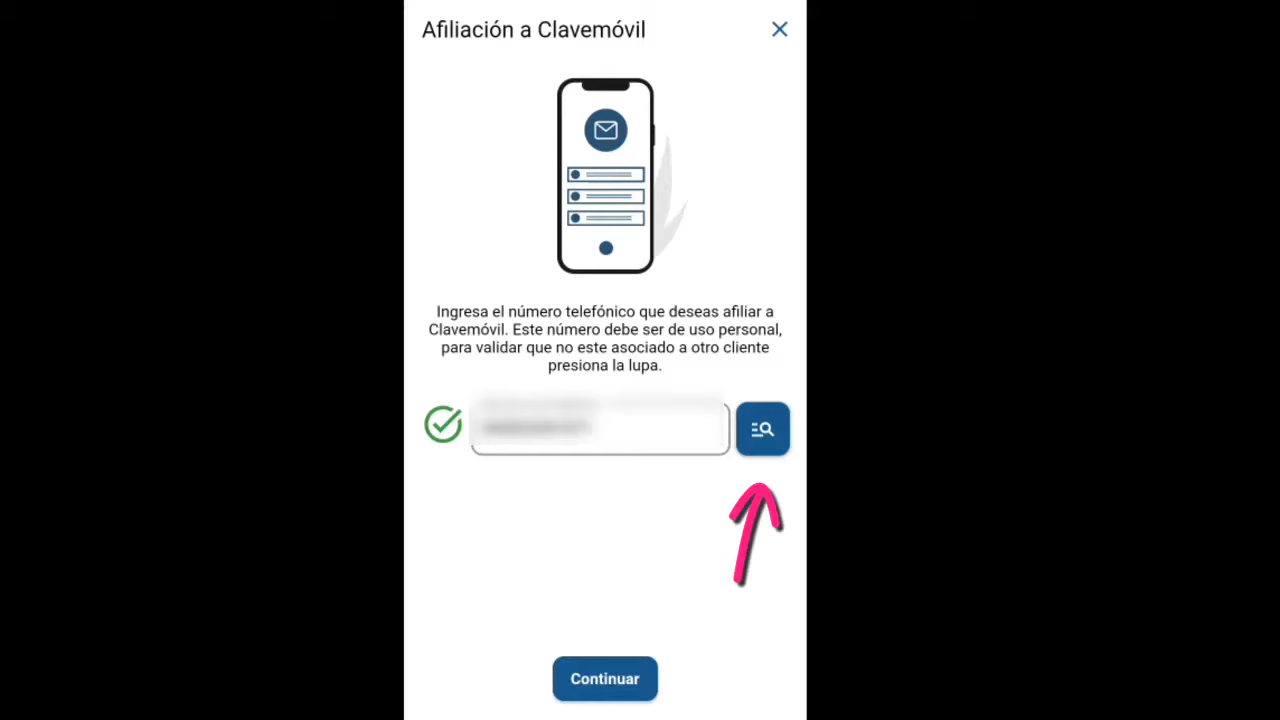 Afiliación a Clavemóvil
Ingresa el número telefónico que deseas afiliar a
Clavemóvil. Este número debe ser de uso personal,
para validar que no este asociado a otro cliente
presiona la lupa.
Continuar